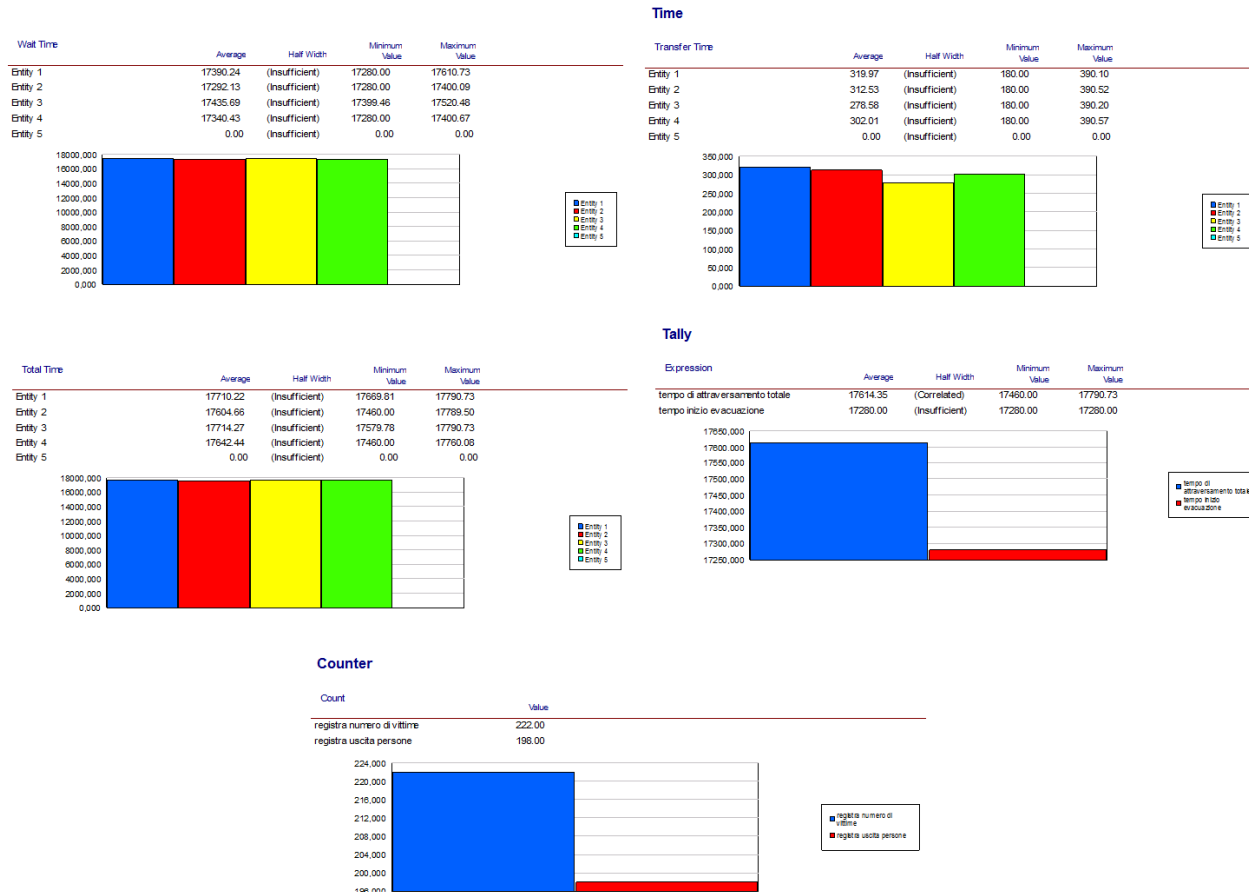 Wait Time
Average Half Width Minimum Value Maximum Value
Entity 1 17390.24 (Insufficient) 17280.00 17610.73
Entity 2 17292.13 (Insufficient) 17280.00 17400.09
Entity 3 17435.69 (Insufficient) 17399.46 17520.48
Entity 4 17340.43 (Insufficient) 17280.00 17400.67
Entity 5 0.00 (Insufficient) 0.00 0.00
18000,000
16000,000
14000,000
12000,000
10000,000
8000,000
6000,000
4000,000
2000,000
0,000
Entity 1
Entity 2
Entity 3
Entity 4
Entity 5
Time
Transfer Time
Average Half Width Minimum Value Maximum Value
Entity 1 319.97 (Insufficient) 180.00 390.10
Entity 2 312.53 (Insufficient) 180.00 390.52
Entity 3 278.58 (Insufficient) 180.00 390.20
Entity 4 302.01 (Insufficient) 180.00 390.57
Entity 5 0.00 (Insufficient) 0.00 0.00
350,000
300,000
250,000
200,000
150,000
100,000
50,000
0,000
Entity 1
Entity 2
Entity 3
Entity 4
Entity 5
Total Time
Average Half Width Minimum Value Maximum Value
Entity 1 17710.22 (Insufficient) 17669.81 17790.73
Entity 2 17604.66 (Insufficient) 17460.00 17789.50
Entity 3 17714.27 (Insufficient) 17579.78 17790.73
Entity 4 17642.44 (Insufficient) 17460.00 17760.08
Entity 5 0.00 (Insufficient) 0.00 0.00
18000,000
16000,000
14000,000
12000,000
10000,000
8000,000
6000,000
4000,000
2000,000
0,000
Entity 1
Entity 2
Entity 3
Entity 4
Entity 5
Tally
Expression
Average Half Width Minimum Value Maximum Value
tempo di attraversamento totale 17614.35 (Correlated) 17460.00 17790.73
tempo inizio evacuazione 17280.00 (Insufficient) 17280.00 17280.00
17650,000
17600,000
17550,000
17500,000
17450,000
17400,000
17350,000
17300,000
17250,000
tempo di
attraversamento totale
tempo inizio
evacuazione
Counter
Count
Value
registra numero di vittime 222.00
registra uscita persone 198.00
224,000
220,000
216,000
212,000
208,000
204,000
200,000
196,000
registra numero di
vittime
registra uscita persone